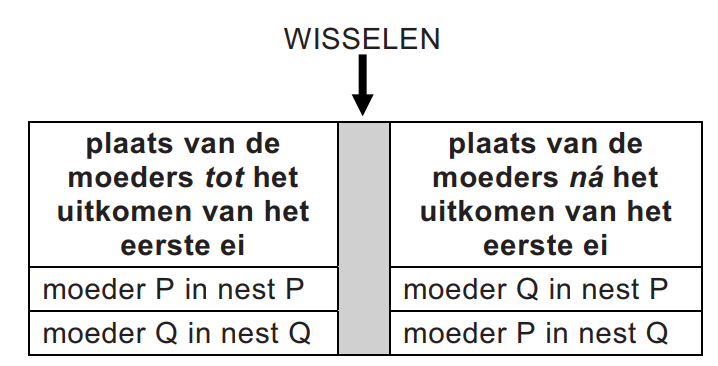 WISSELEN
plaats van de
moeders tot het
uitkomen van het
eerste ei
plaats van de
moeders ná het
uitkomen van het
eerste ei
moeder P in nest P
moeder Q in nest P
moeder Q in nest Q
moeder P in nest Q